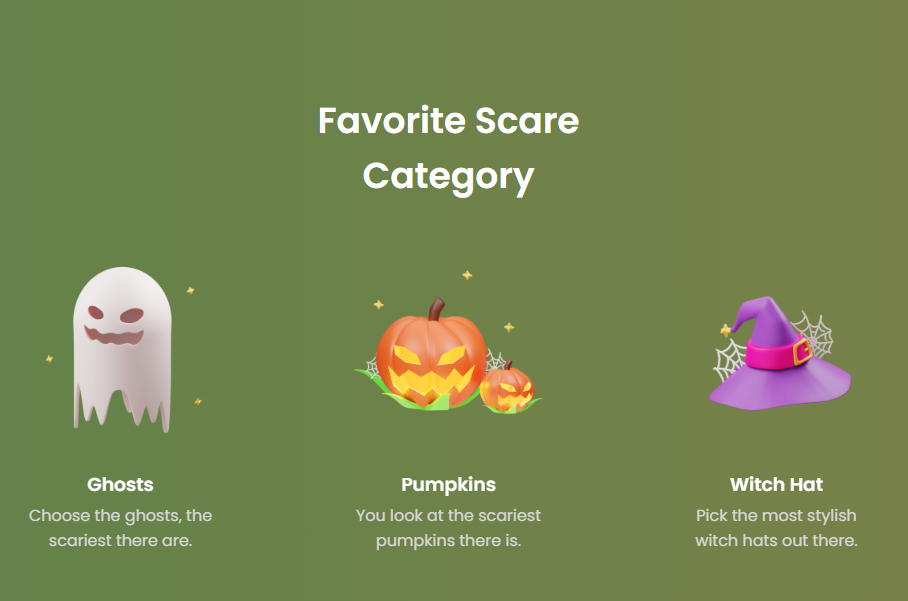 Favorite Scare
Category
Ghosts
Choose the ghosts, the
scariest there are.
Pumpkins
You look at the scariest
pumpkins there is.
Witch Hat
Pick the most stylish
witch hats out there.